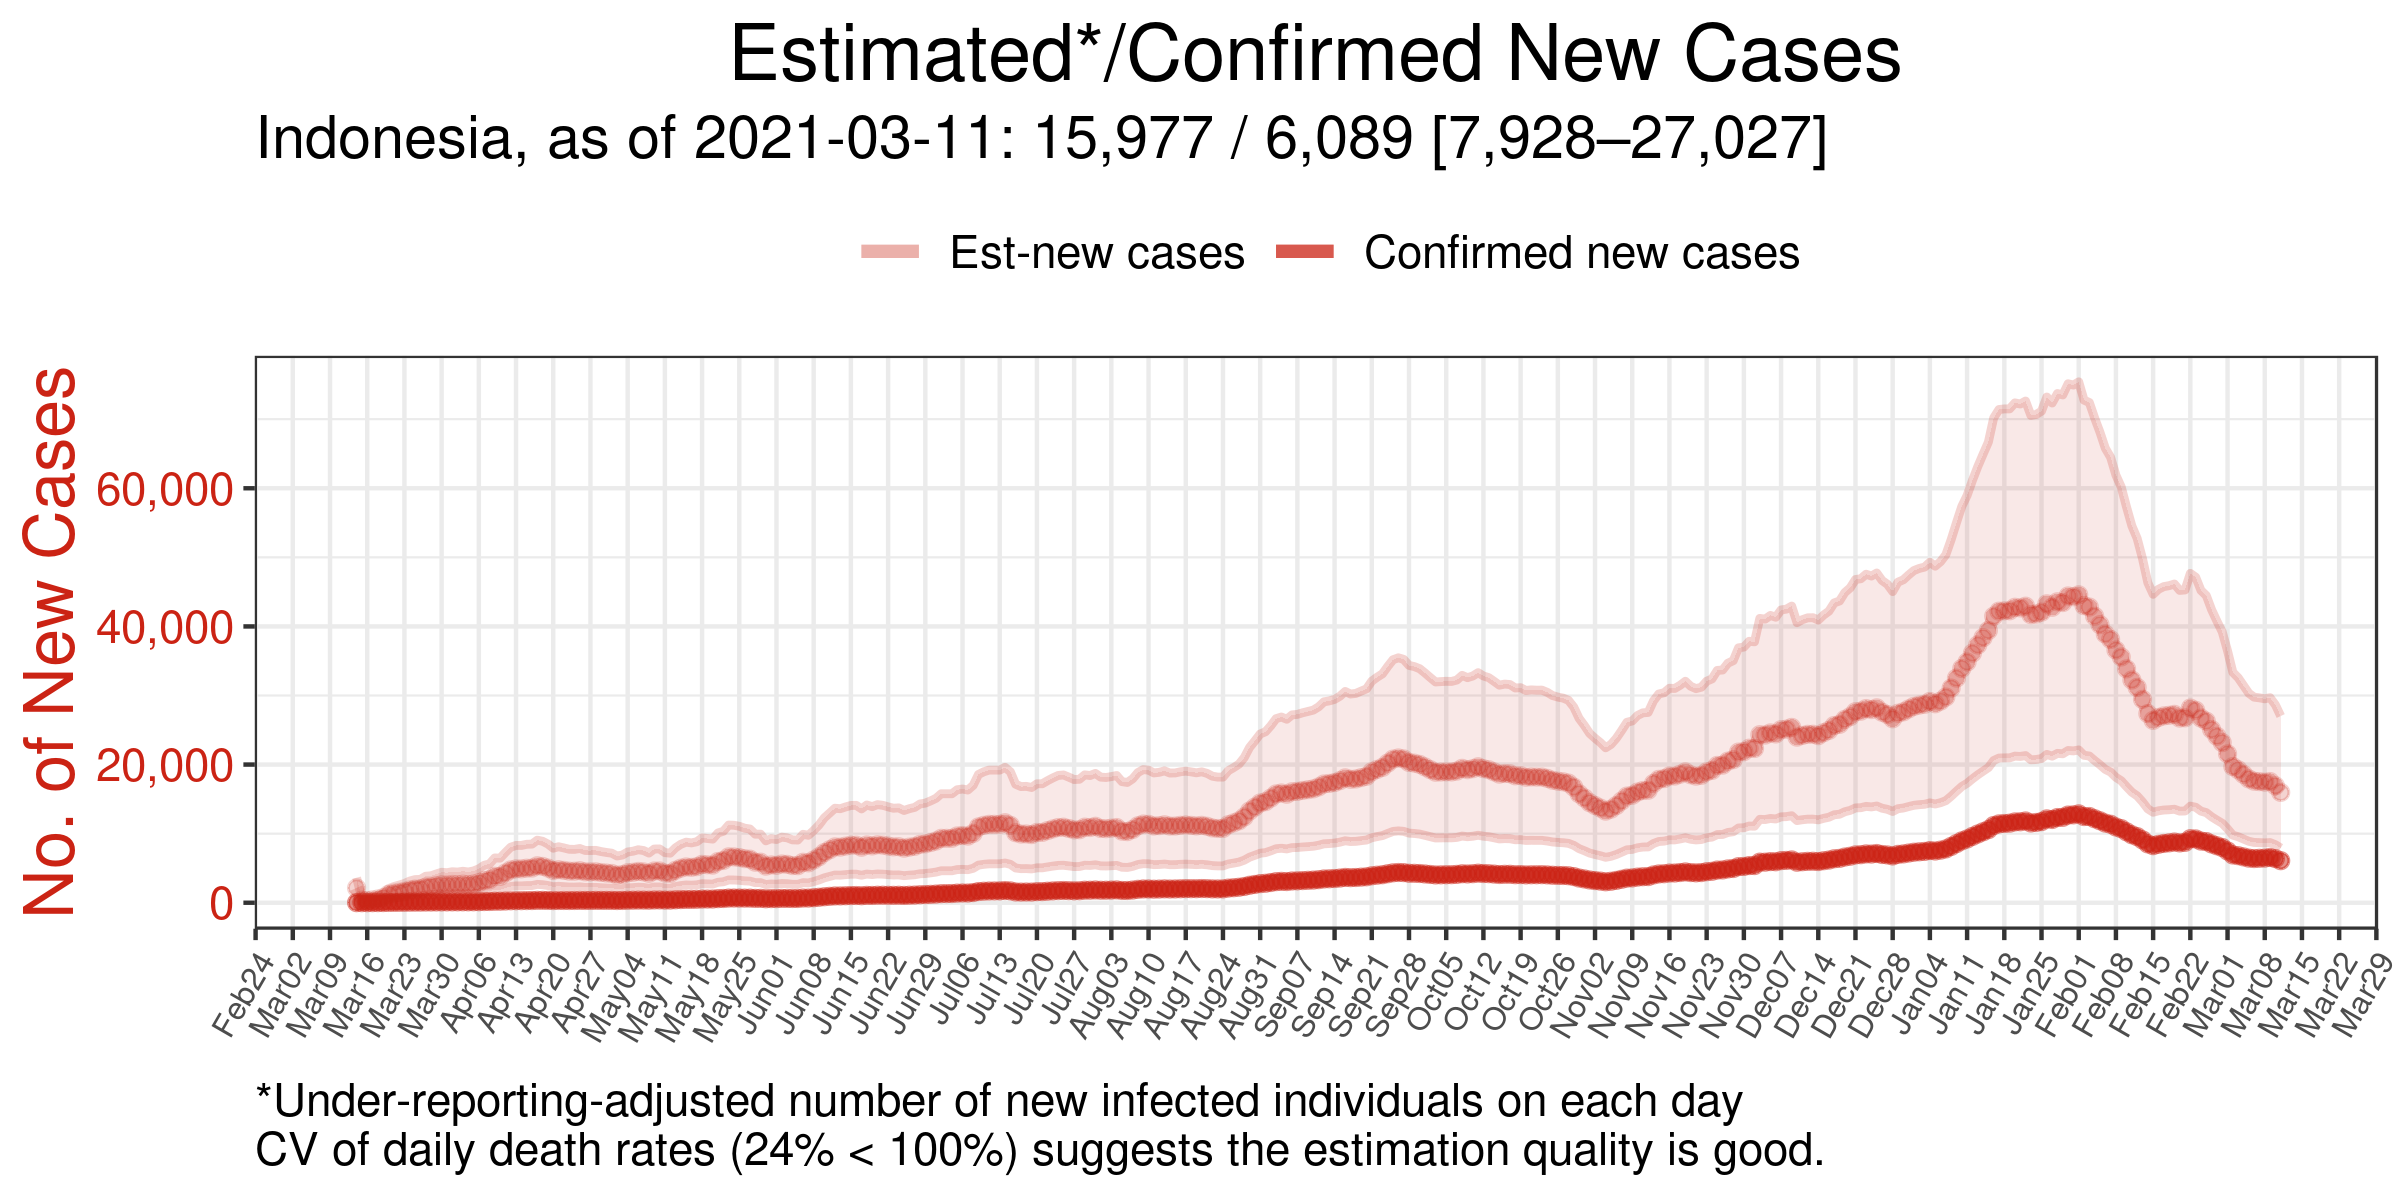 Estimated*/Confirmed New Cases
Indonesia, as of 2021-03-11: 15,977 / 6,089 [7,928–27,027]
Est-new cases Confirmed new cases
No. of New Cases
60,000
40,000
20,000
0
Feb24 Mar02 Mar09 Mar16 Mar23 Mar30 Apr06 Apr13 Apr20 Apr27 May04 May11 May18 May25 Jun01 Jun08 Jun15 Jun22 Jun29 Jul06 Jul13 Jul20 Jul27 Aug03 Aug10 Aug17 Aug24 Aug31 Sep07 Sep14 Sep21 Sep28 Oct05 Oct12 Oct19 Oct26 Nov02 Nov09 Nov16 Nov23 Nov30 Dec07 Dec14 Dec21 Dec28 Jan04 Jan11 Jan18 Jan25 Feb01 Feb08 Feb15 Feb22 Mar01 Mar08 Mar15 Mar22 Mar29
*Under-reporting-adjusted number of new infected individuals on each day
CV of daily death rates (24% < 100%) suggests the estimation quality is good.